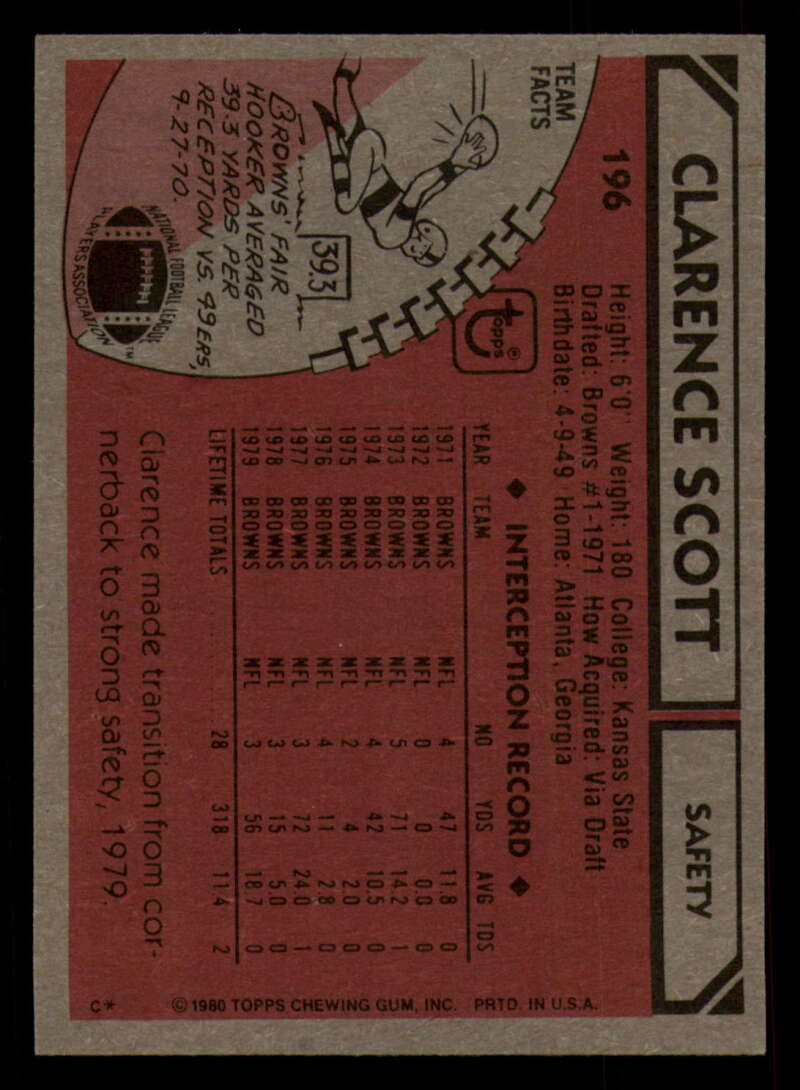 CLARENCE SCOTT
SAFETY
196
Height: 6'0" Weight: 180 College: Kansas State
Drafted: Browns #1-1971 How Acquired: Via Draft
Birthdate: 4-9-49 Home: Atlanta, Georgia
TEAM
FACTS
39.3
BROWNS' FAIR
HOOKER AVERAGED
39.3 YARDS PER
RECEPTION VS. 49ERS,
9-27-70.
NATIONAL FOOTBALL LEAGUE
PLAYERS ASSOCIATION™
topps®
◆ INTERCEPTION RECORD ◆
YEAR TEAM NO YDS AVG TDS
1971 BROWNS NFL 4 47 11.8 0
1972 BROWNS NFL 0 0 0.0 0
1973 BROWNS NFL 5 71 14.2 1
1974 BROWNS NFL 4 42 10.5 0
1975 BROWNS NFL 2 4 2.0 0
1976 BROWNS NFL 4 11 2.8 0
1977 BROWNS NFL 3 72 24.0 1
1978 BROWNS NFL 3 15 5.0 0
1979 BROWNS NFL 3 56 18.7 0
LIFETIME TOTALS 28 318 11.4 2
Clarence made transition from cor-
nerback to strong safety, 1979.
C* © 1980 TOPPS CHEWING GUM, INC. PRTD. IN U.S.A.